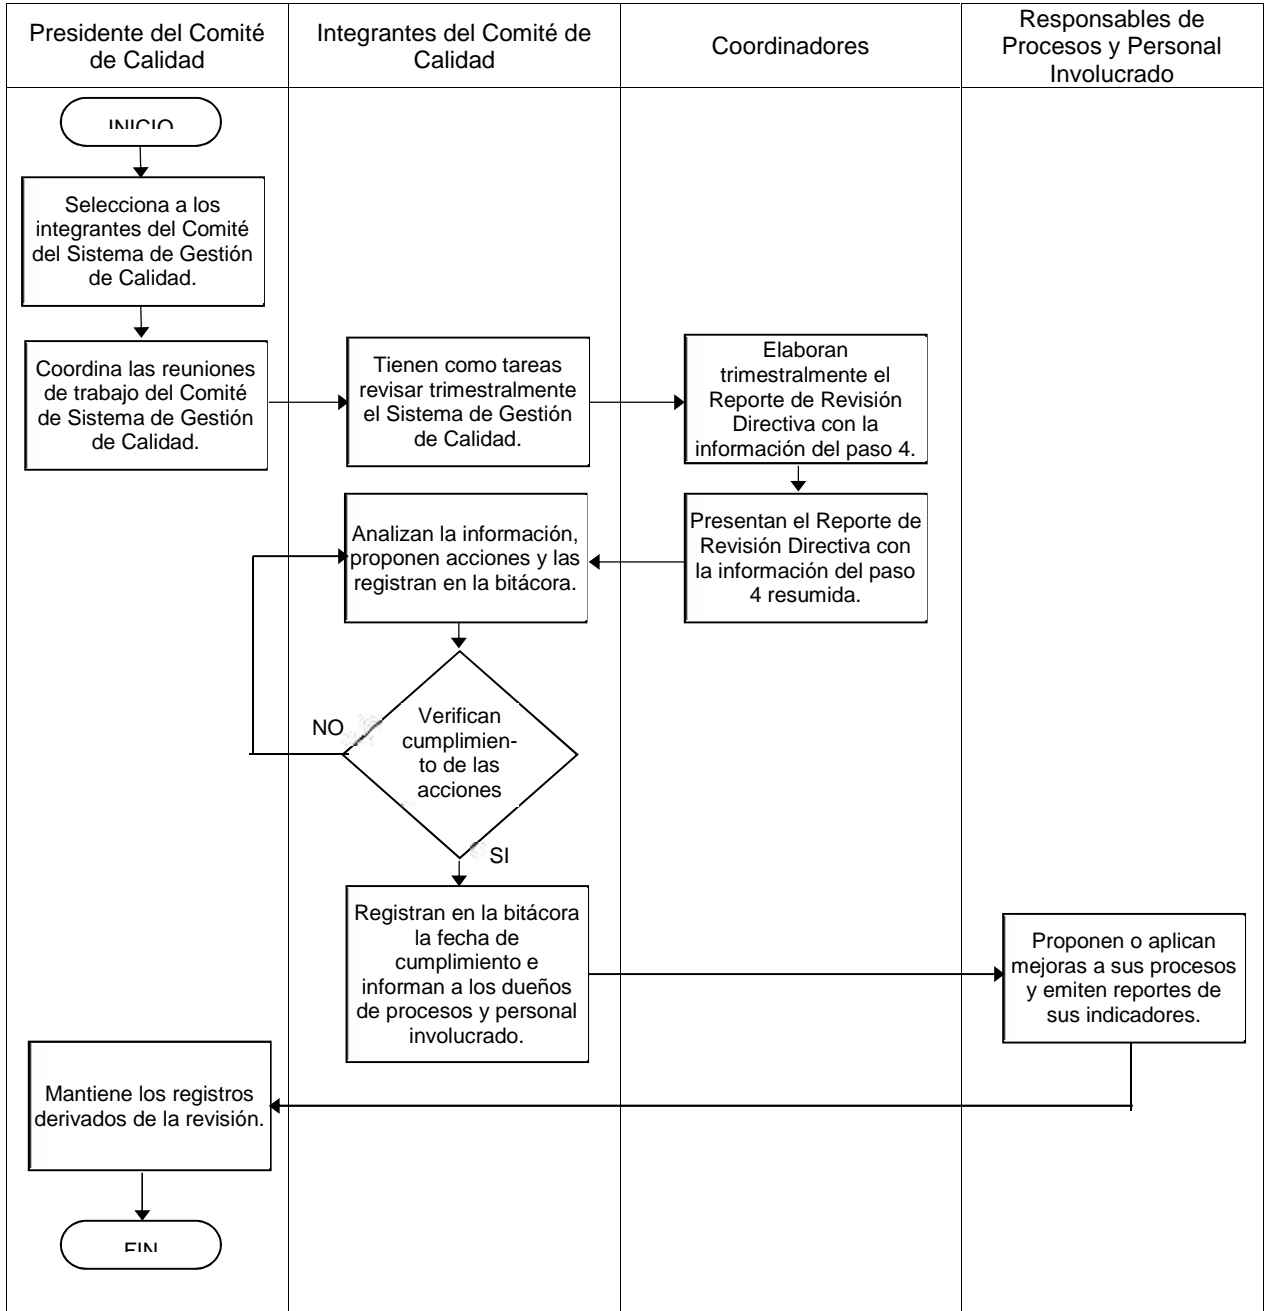 Presidente del Comité
de Calidad
Integrantes del Comité de
Calidad
Coordinadores
Responsables de
Procesos y Personal
Involucrado
INICIO
Selecciona a los
integrantes del Comité
del Sistema de Gestión
de Calidad.
Coordina las reuniones
de trabajo del Comité
de Sistema de Gestión
de Calidad.
Tienen como tareas
revisar trimestralmente
el Sistema de Gestión
de Calidad.
Elaboran
trimestralmente el
Reporte de Revisión
Directiva con la
información del paso 4.
Presentan el Reporte de
Revisión Directiva con
la información del paso
4 resumida.
Analizan la información,
proponen acciones y las
registran en la bitácora.
Verifican
cumplimien-
to de las
acciones
NO
SI
Registran en la bitácora
la fecha de
cumplimiento e
informan a los dueños
de procesos y personal
involucrado.
Proponen o aplican
mejoras a sus procesos
y emiten reportes de
sus indicadores.
Mantiene los registros
derivados de la revisión.
FIN